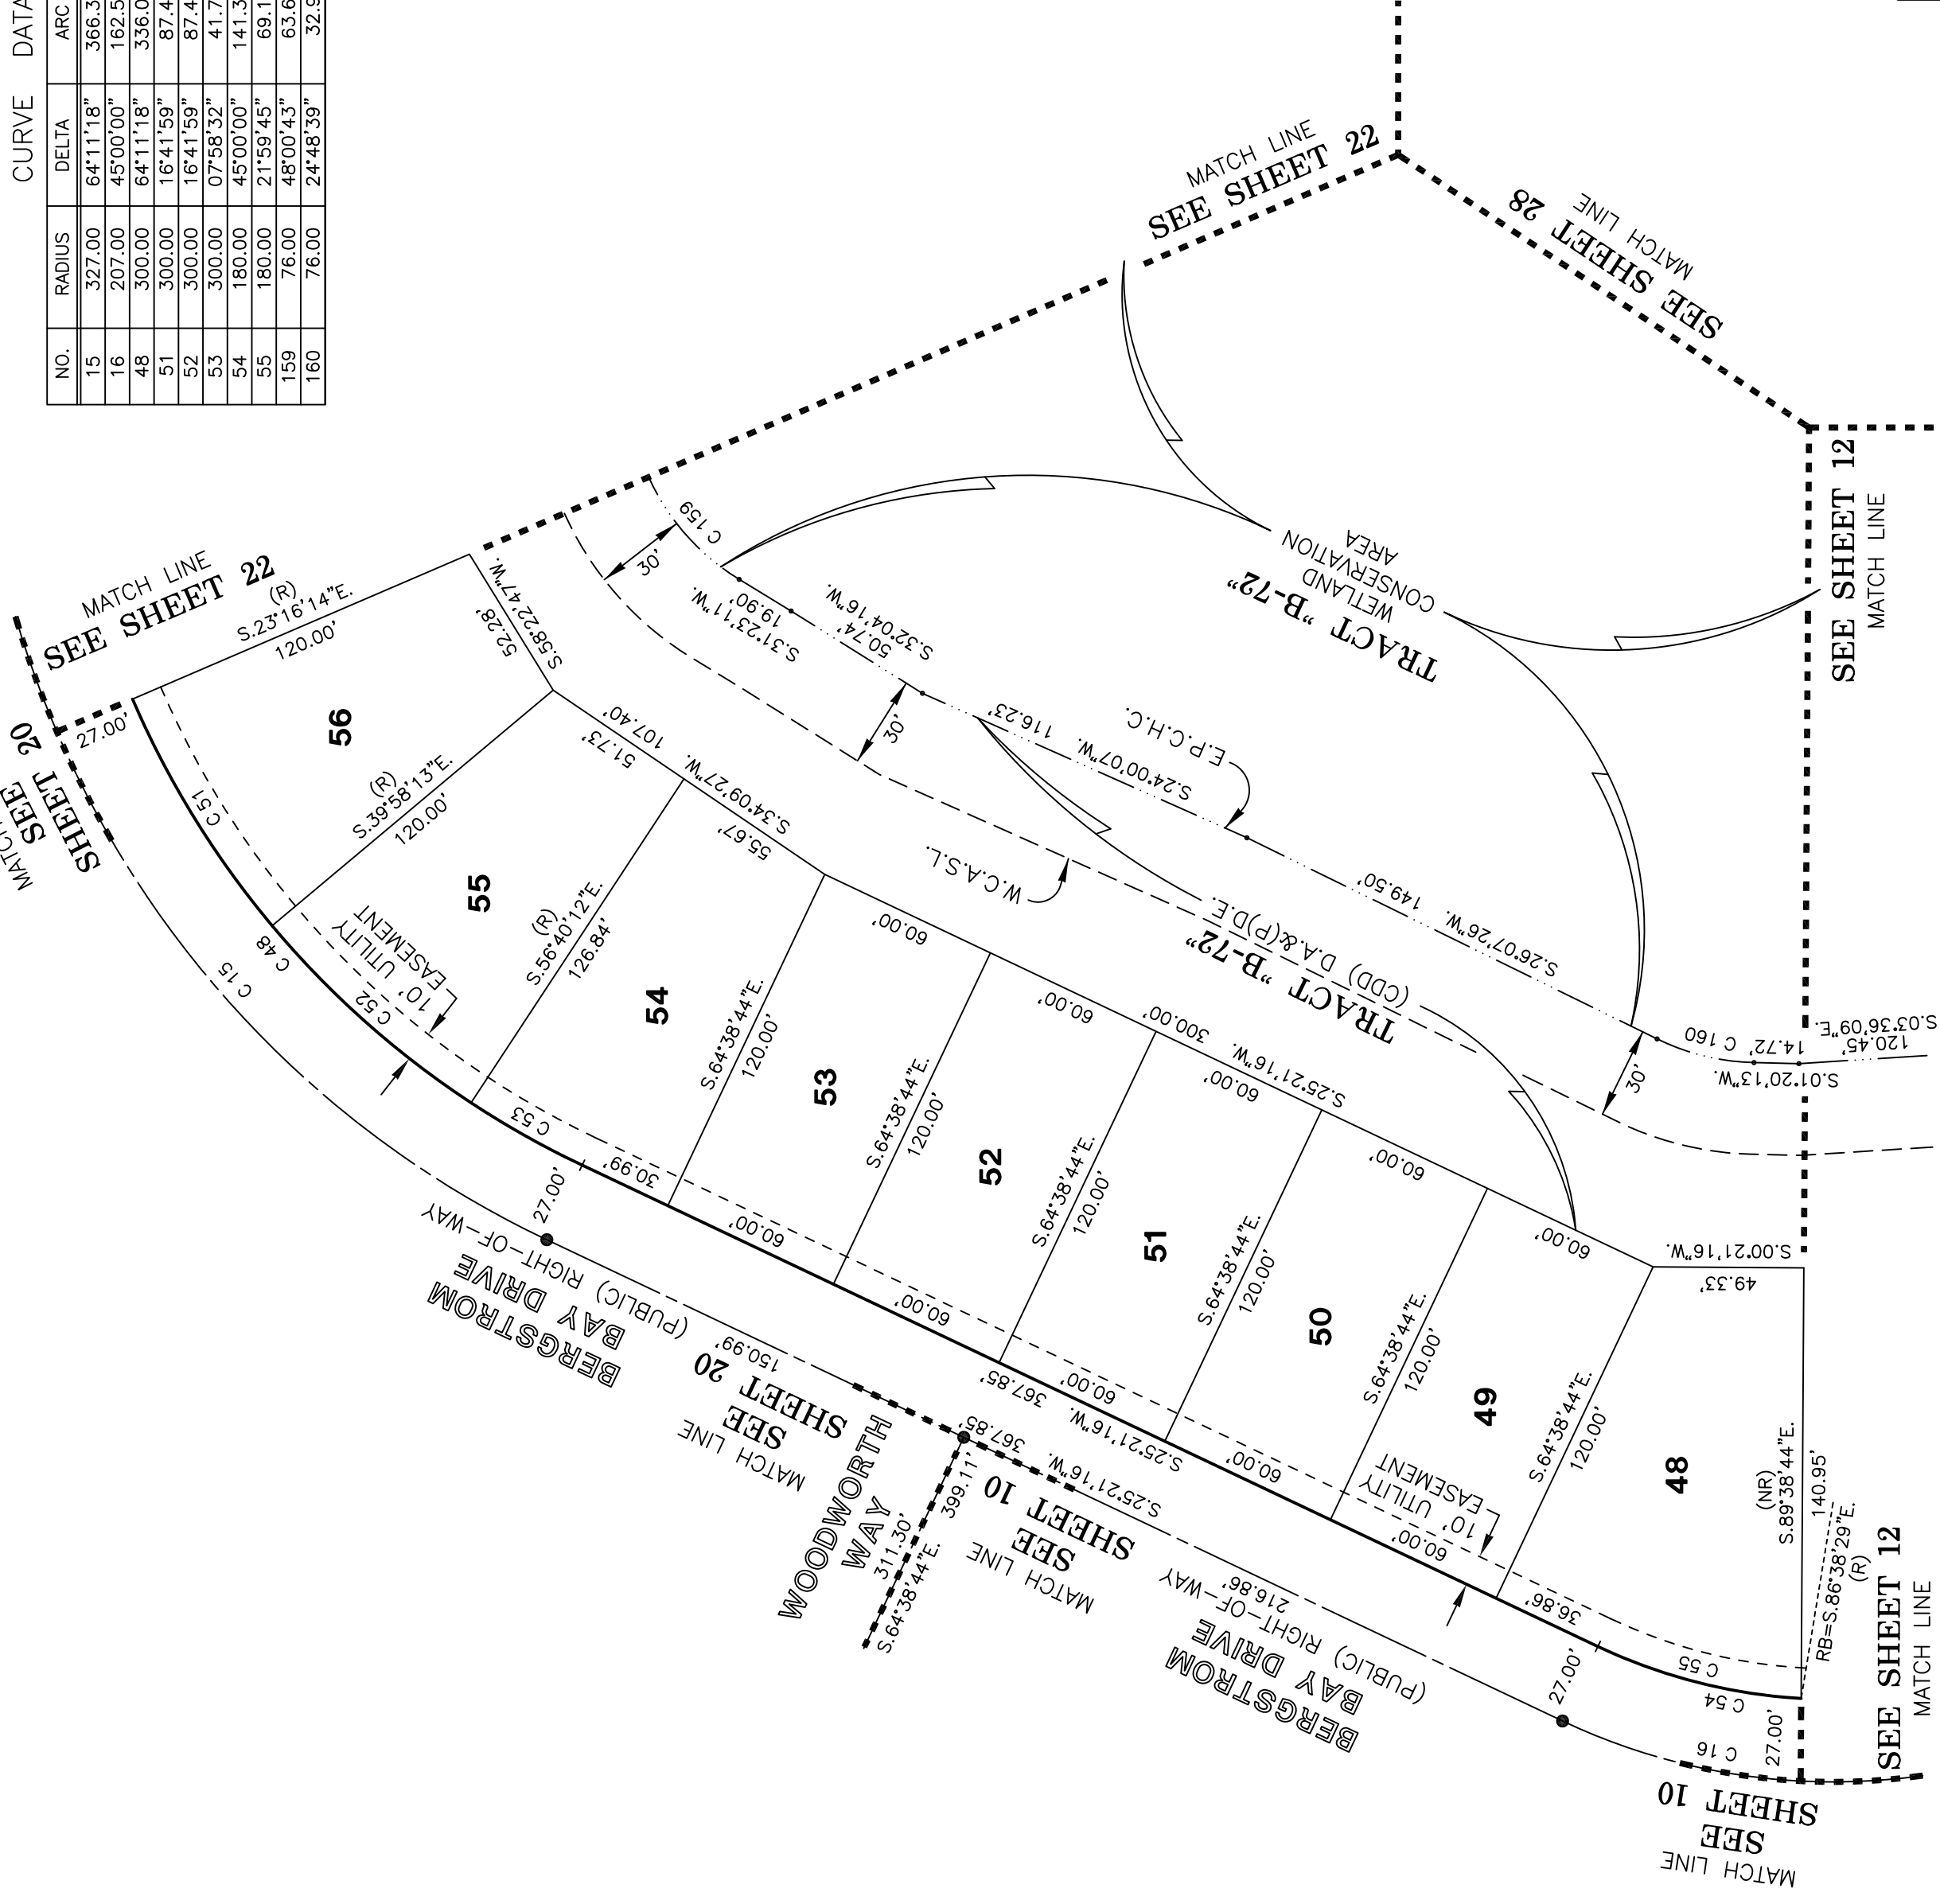 CURVE DATA
NO. RADIUS DELTA ARC
15 327.00 64°11'18"
16 207.00 45°00'00"
48 300.00 64°11'18"
51 300.00 16°41'59"
52 300.00 16°41'59"
53 300.00 07°58'32"
54 180.00 45°00'00"
55 180.00 21°59'45"
159 76.00 48°00'43"
160 76.00 24°48'39"
MATCH LINE
SEE SHEET 22
MATCH LINE
SEE SHEET 28
MATCH LINE
SEE SHEET 22
SEE
SHEET 20
27.00'
(R)
S.23°16'14"E.
120.00'
56
C 51
(R)
S.39°58'13"E.
120.00'
52.28'
S.58°22'47"W.
C 159
30'
S.31°23'11"W.
19.90'
50.74'
S.32°04'16"W.
WETLAND
CONSERVATION
AREA
TRACT "B-72"
SEE SHEET 12
MATCH LINE
55
C 48
C 15
C 52
10' UTILITY
EASEMENT
51.73'
107.40'
S.34°09'27"W.
55.67'
30'
116.23'
S.24°00'07"W.
E.P.C.H.C.
W.C.A.S.L.
(R)
S.56°40'12"E.
126.84'
54
C 53
27.00'
30.99'
S.64°38'44"E.
120.00'
60.00'
TRACT "B-72"
(CDD) D.A.&(P)D.E.
149.50'
S.26°07'26"W.
53
60.00'
S.64°38'44"E.
120.00'
60.00'
300.00'
S.25°21'16"W.
52
60.00'
S.64°38'44"E.
120.00'
60.00'
51
60.00'
S.64°38'44"E.
120.00'
60.00'
50
60.00'
S.64°38'44"E.
120.00'
60.00'
49
60.00'
10' UTILITY
EASEMENT
S.64°38'44"E.
120.00'
30'
C 160
14.72'
S.01°20'13"W.
120.45'
S.03°36'09"E.
S.00°21'16"W.
49.33'
48
36.86'
27.00'
C 55
C 54
C 16
27.00'
(NR)
S.89°38'44"E.
140.95'
RB=S.86°38'29"E.
(R)
BERGSTROM
BAY DRIVE
(PUBLIC) RIGHT-OF-WAY
150.99'
MATCH LINE
SEE
SHEET 20
WOODWORTH
WAY
311.30'
399.11'
S.64°38'44"E.
367.85'
S.25°21'16"W.
367.85'
S.25°21'16"W.
MATCH LINE
SEE
SHEET 10
216.86'
BERGSTROM
BAY DRIVE
(PUBLIC) RIGHT-OF-WAY
SEE SHEET 12
MATCH LINE
MATCH LINE
SEE
SHEET 10